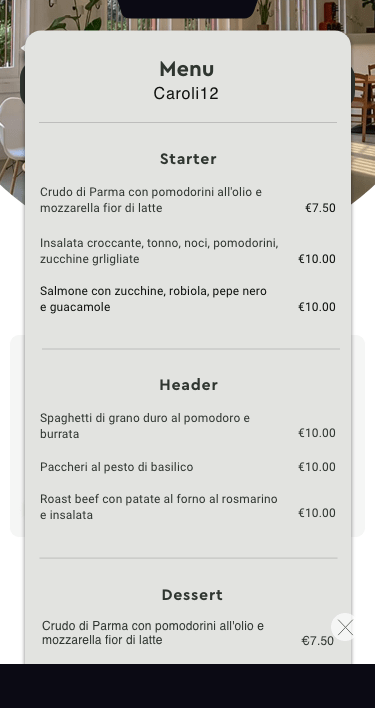 Menu
Caroli12
Starter
Crudo di Parma con pomodorini all'olio e
mozzarella fior di latte €7.50
Insalata croccante, tonno, noci, pomodorini,
zucchine grligliate €10.00
Salmone con zucchine, robiola, pepe nero
e guacamole €10.00
Header
Spaghetti di grano duro al pomodoro e
burrata €10.00
Paccheri al pesto di basilico €10.00
Roast beef con patate al forno al rosmarino
e insalata €10.00
Dessert
Crudo di Parma con pomodorini all'olio e
mozzarella fior di latte €7.50